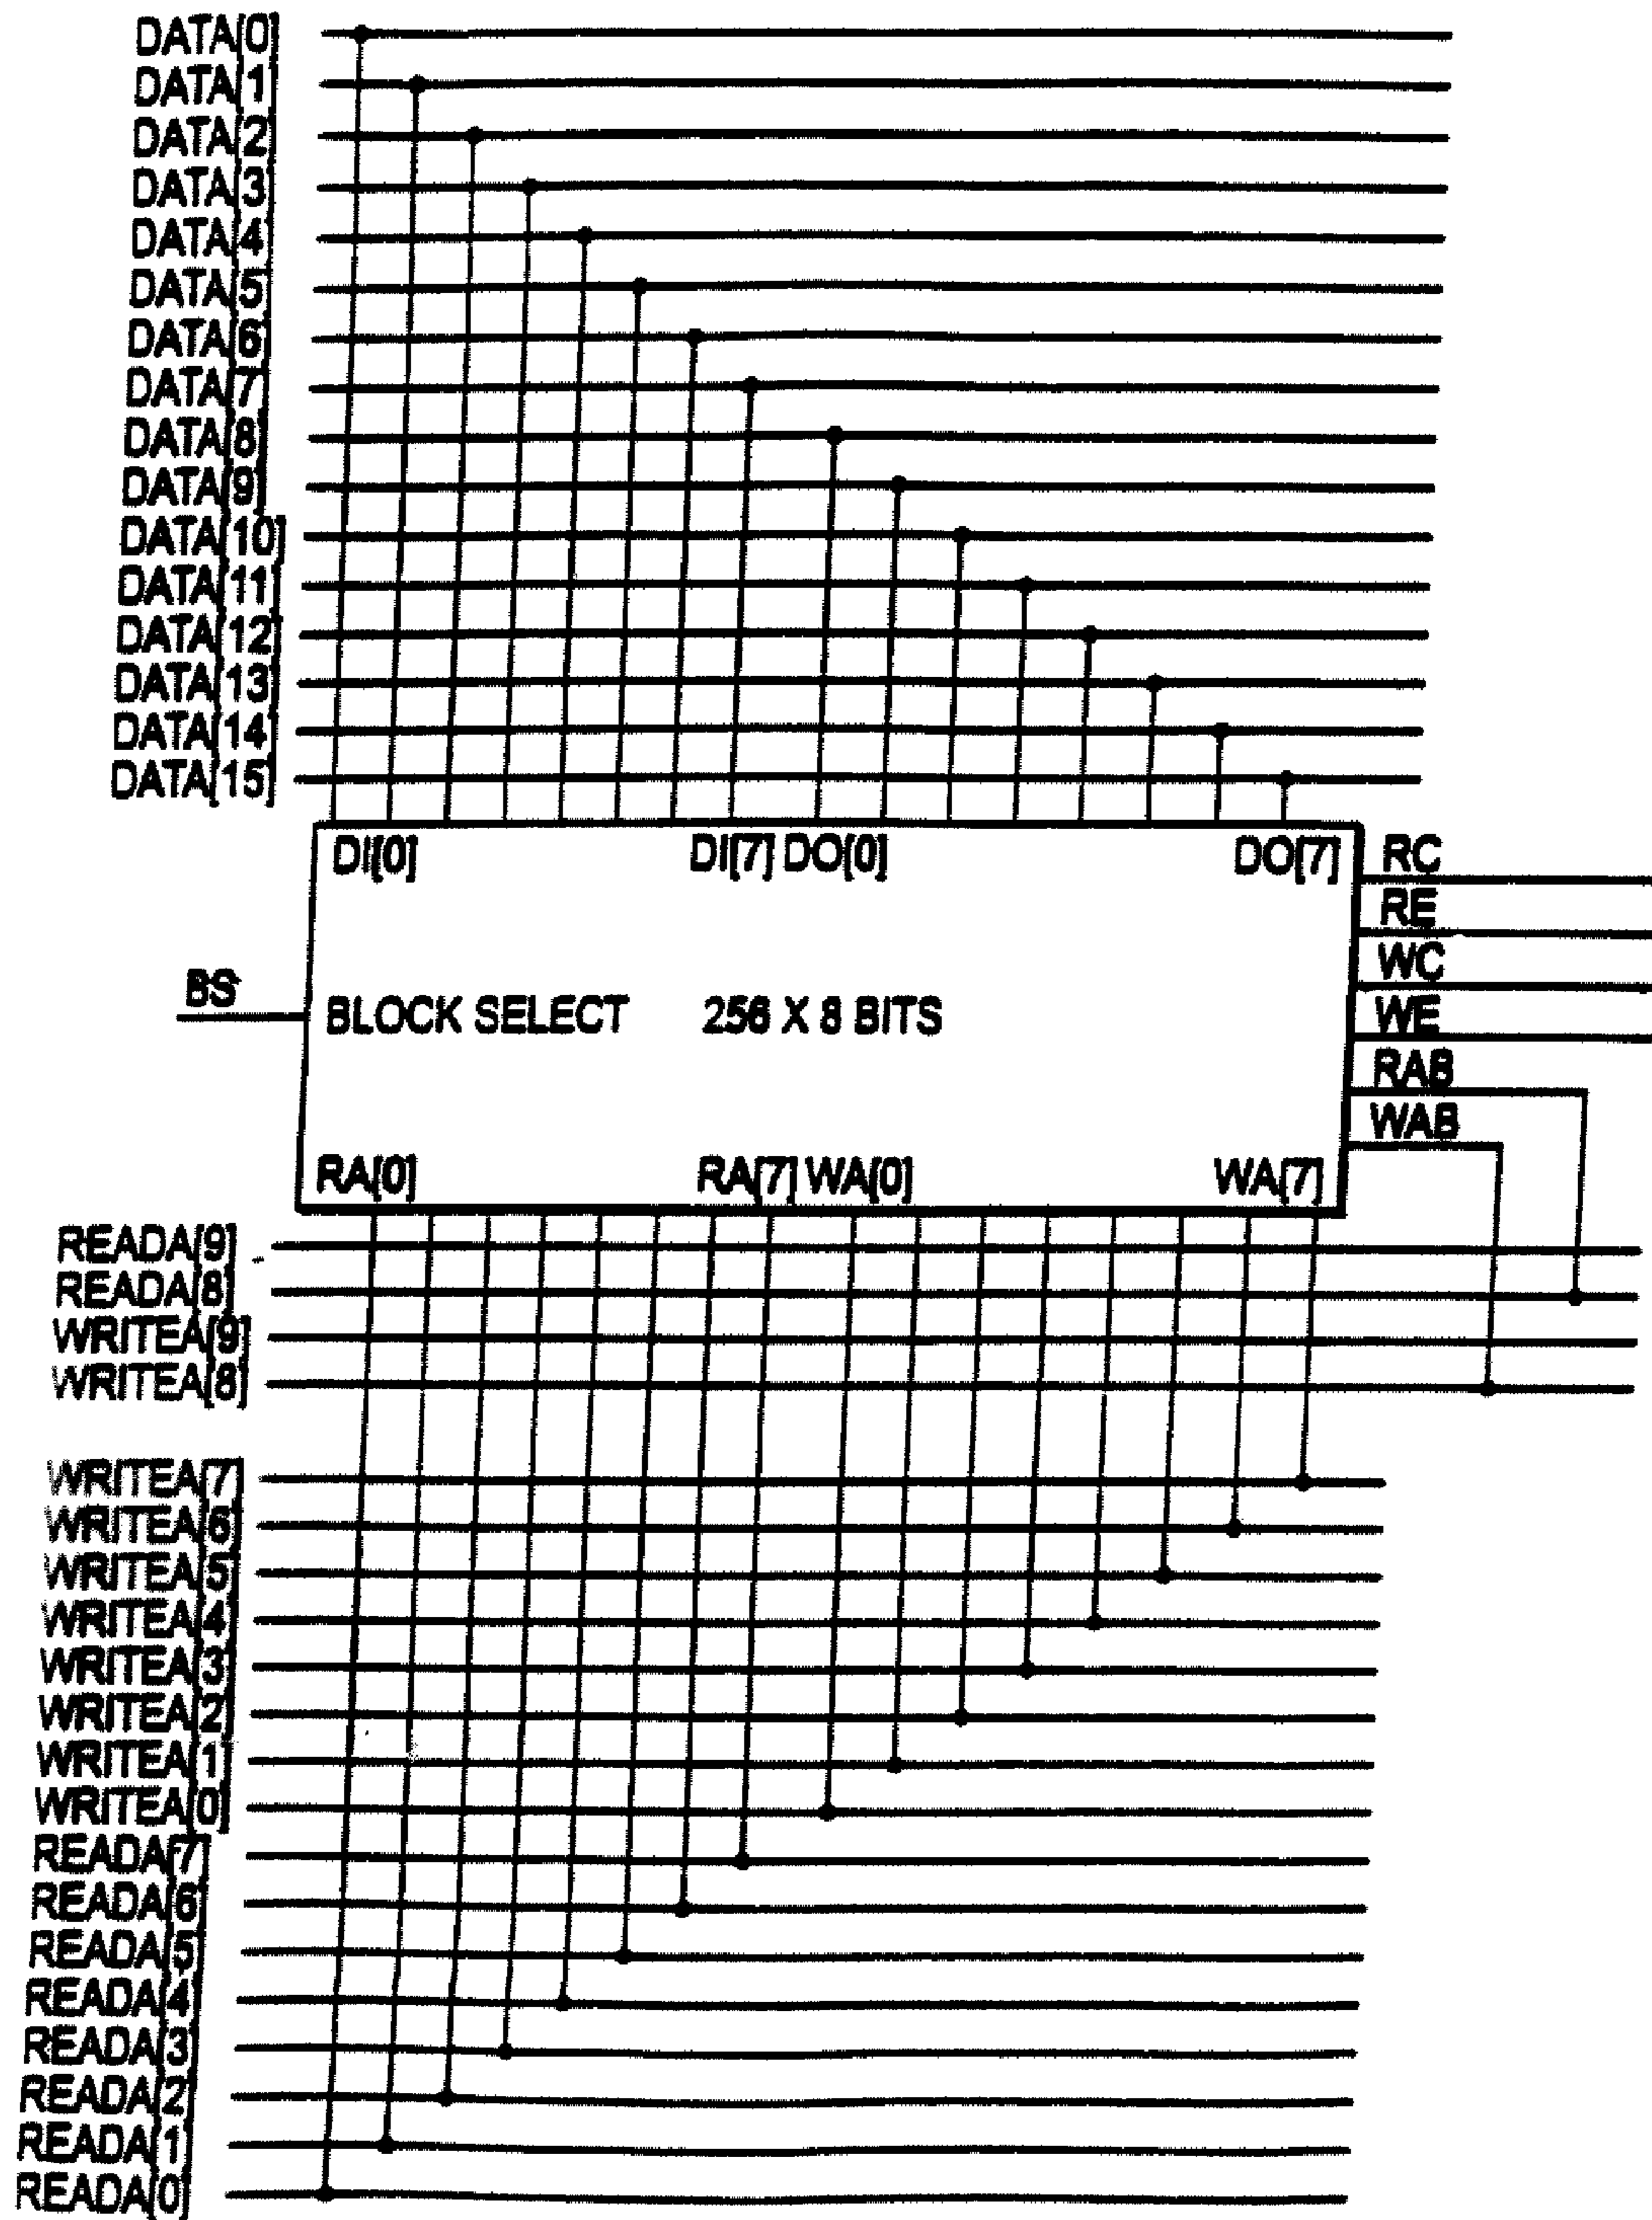 DATA[0]
DATA[1]
DATA[2]
DATA[3]
DATA[4]
DATA[5]
DATA[6]
DATA[7]
DATA[8]
DATA[9]
DATA[10]
DATA[11]
DATA[12]
DATA[13]
DATA[14]
DATA[15]
DI[0] DI[7] DO[0] DO[7]
RC
RE
WC
WE
RAB
WAB
BS
BLOCK SELECT 256 X 8 BITS
RA[0] RA[7] WA[0] WA[7]
READA[9]
READA[8]
WRITEA[9]
WRITEA[8]
WRITEA[7]
WRITEA[6]
WRITEA[5]
WRITEA[4]
WRITEA[3]
WRITEA[2]
WRITEA[1]
WRITEA[0]
READA[7]
READA[6]
READA[5]
READA[4]
READA[3]
READA[2]
READA[1]
READA[0]